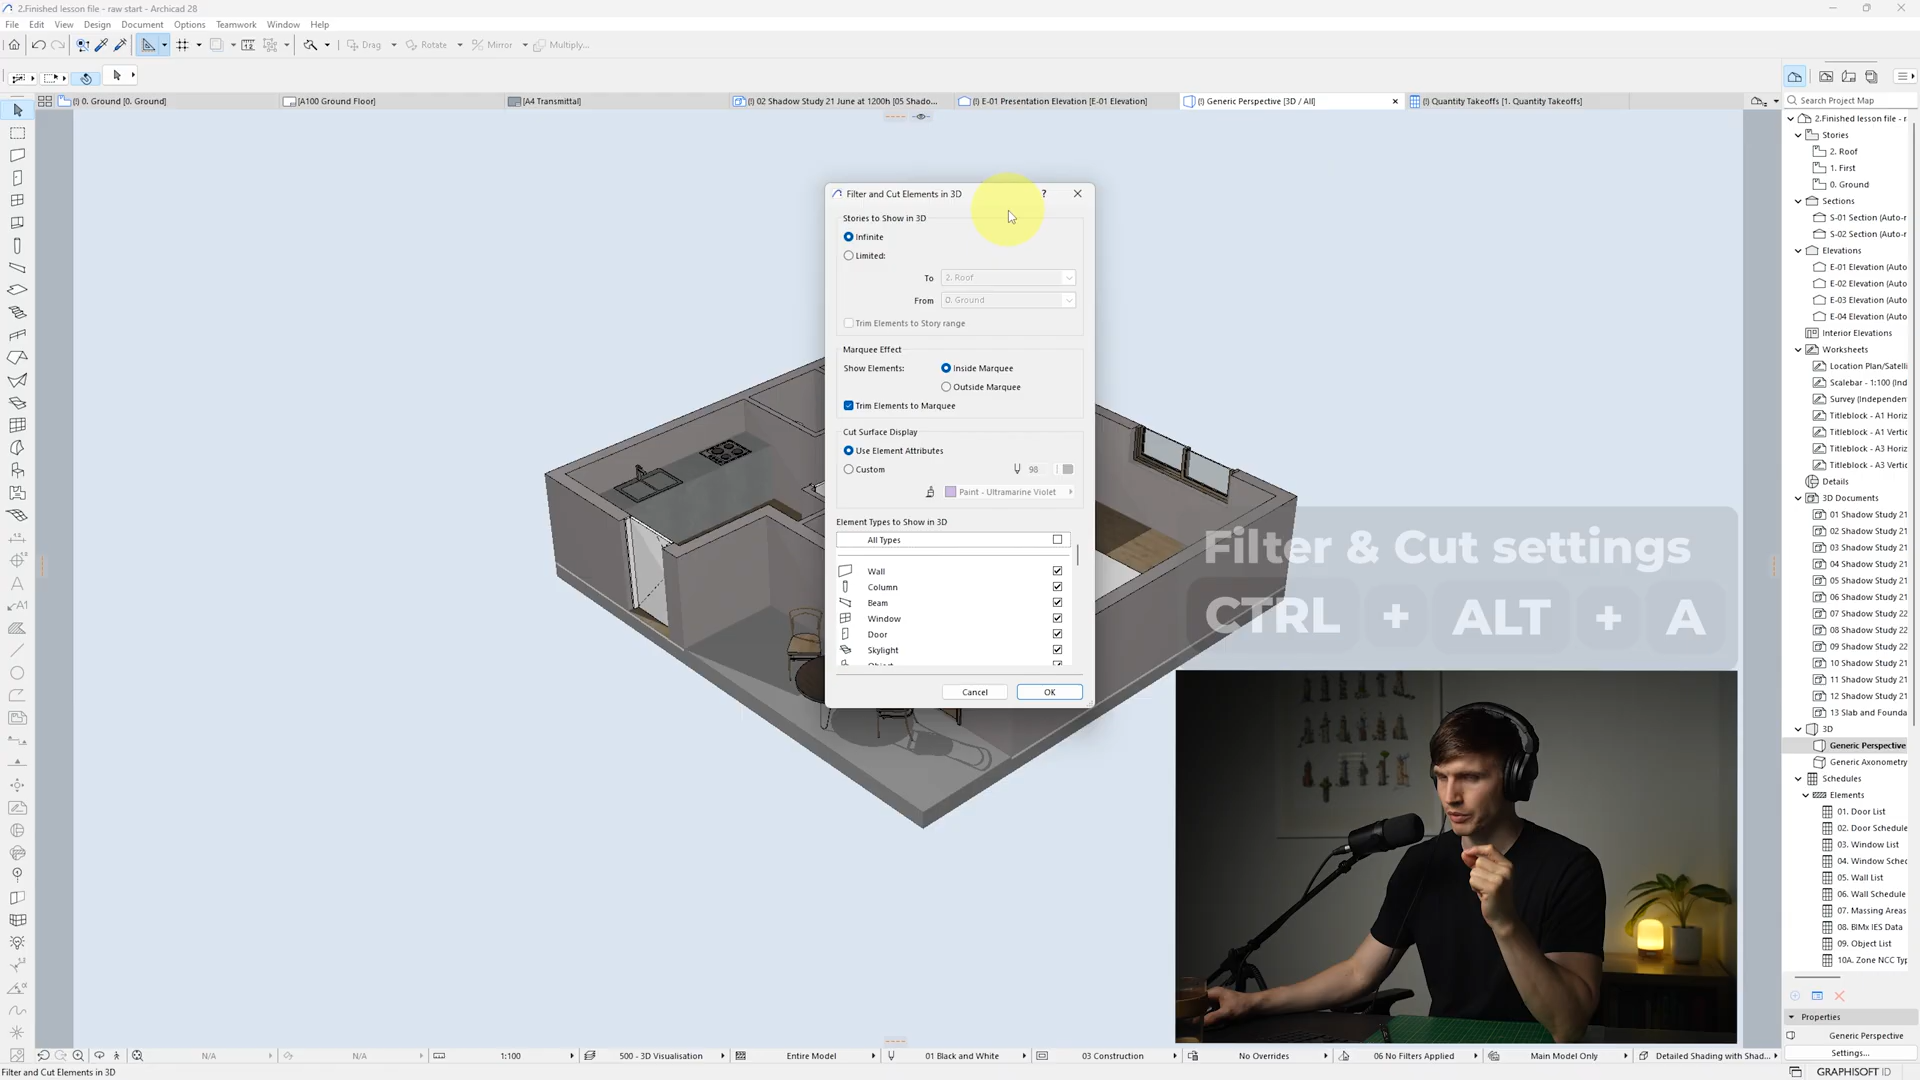 2.Finished lesson file - raw start - Archicad 28
File Edit View Design Document Options Teamwork Window Help
Drag Rotate Mirror Multiply...
(!) 0. Ground [0. Ground]
[A100 Ground Floor]
[A4 Transmittal]
(!) 02 Shadow Study 21 June at 1200h [05 Shado...
(!) E-01 Presentation Elevation [E-01 Elevation]
(!) Generic Perspective [3D / All]
(!) Quantity Takeoffs [1. Quantity Takeoffs]
Search Project Map
2.Finished lesson file - r
Stories
2. Roof
1. First
0. Ground
Sections
S-01 Section (Auto-r
S-02 Section (Auto-r
Elevations
E-01 Elevation (Auto
E-02 Elevation (Auto
E-03 Elevation (Auto
E-04 Elevation (Auto
Interior Elevations
Worksheets
Location Plan/Satelli
Scalebar - 1:100 (Ind
Survey (Independen
Titleblock - A1 Horiz
Titleblock - A1 Vertic
Titleblock - A3 Horiz
Titleblock - A3 Vertic
Details
3D Documents
01 Shadow Study 21
02 Shadow Study 21
03 Shadow Study 21
04 Shadow Study 21
05 Shadow Study 21
06 Shadow Study 21
07 Shadow Study 22
08 Shadow Study 22
09 Shadow Study 22
10 Shadow Study 21
11 Shadow Study 21
12 Shadow Study 21
13 Slab and Founda
3D
Generic Perspective
Generic Axonometry
Schedules
Elements
01. Door List
02. Door Schedule
03. Window List
04. Window Sched
05. Wall List
06. Wall Schedule
07. Massing Areas
08. BIMx IES Data
09. Object List
10A. Zone NCC Typ
Properties
Generic Perspective
Settings...
GRAPHISOFT ID
Filter and Cut Elements in 3D ?
Stories to Show in 3D
Infinite
Limited:
To 2. Roof
From 0. Ground
Trim Elements to Story range
Marquee Effect
Show Elements: Inside Marquee
Outside Marquee
Trim Elements to Marquee
Cut Surface Display
Use Element Attributes
Custom 98
Paint - Ultramarine Violet
Element Types to Show in 3D
All Types
Wall
Column
Beam
Window
Door
Skylight
Object
Cancel OK
Filter & Cut settings
CTRL + ALT + A
N/A N/A 1:100 500 - 3D Visualisation Entire Model 01 Black and White 03 Construction No Overrides 06 No Filters Applied Main Model Only Detailed Shading with Shad...
Filter and Cut Elements in 3D